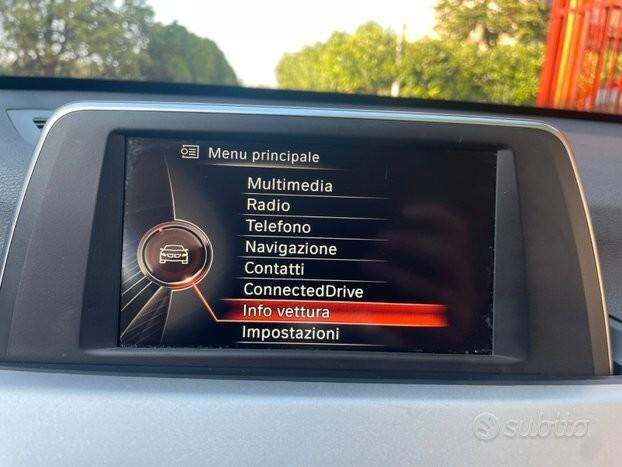 Menu principale
Multimedia
Radio
Telefono
Navigazione
Contatti
ConnectedDrive
Info vettura
Impostazioni
subito